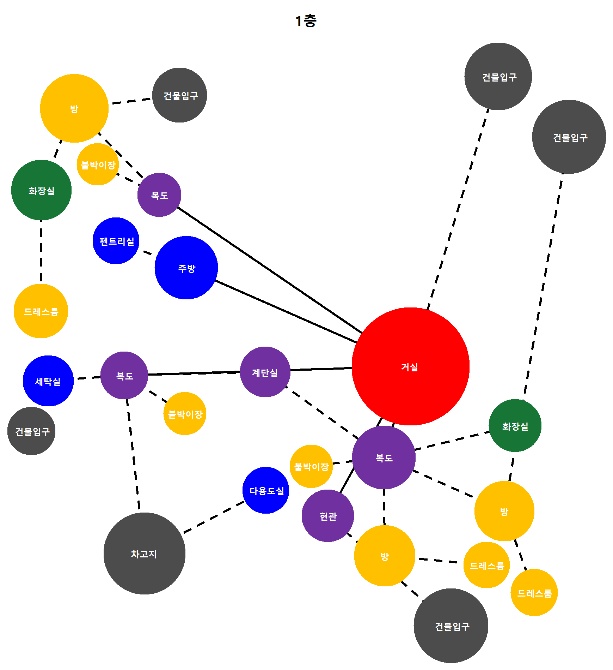 1층
건물입구
방
건물입구
건물입구
붙박이장
화장실
복도
펜트리실
주방
드레스룸
거실
계단실
복도
세탁실
붙박이장
화장실
건물입구
복도
붙박이장
다용도실
방
현관
차고지
방
드레스룸
드레스룸
건물입구